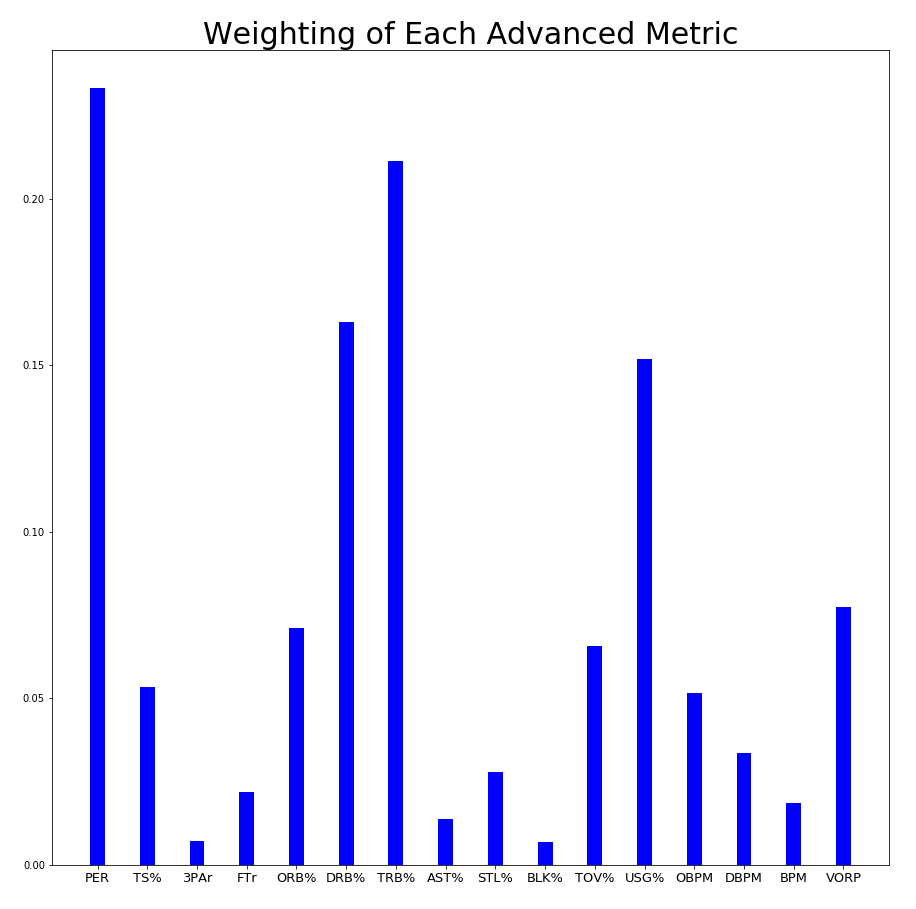 Weighting of Each Advanced Metric
0.20
0.15
0.10
0.05
0.00
PER TS% 3PAr FTr ORB% DRB% TRB% AST% STL% BLK% TOV% USG% OBPM DBPM BPM VORP